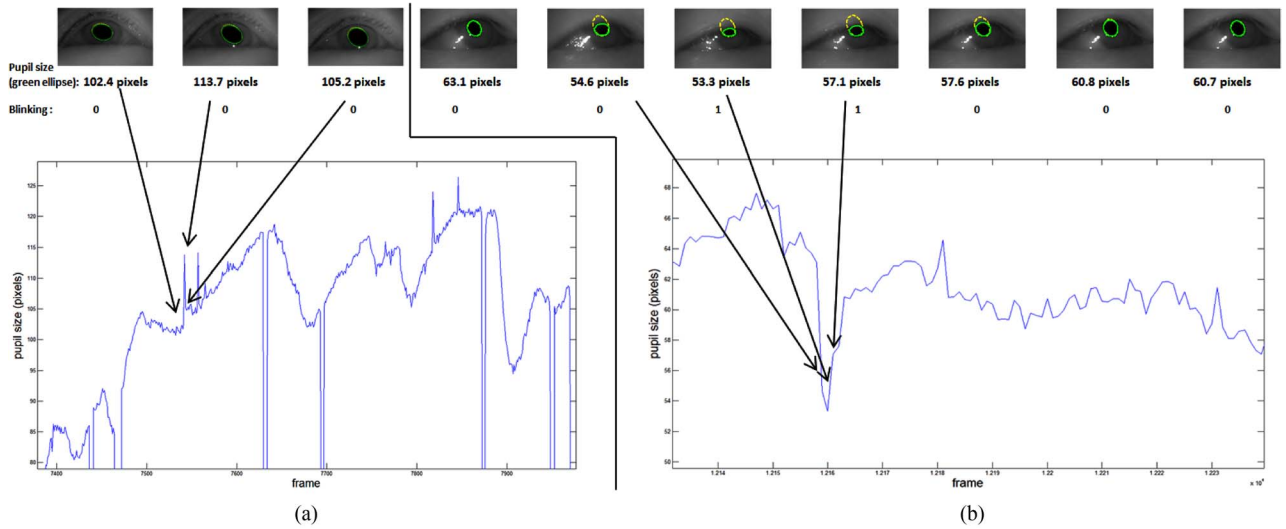 Pupil size
(green ellipse): 102.4 pixels 113.7 pixels 105.2 pixels 63.1 pixels 54.6 pixels 53.3 pixels 57.1 pixels 57.6 pixels 60.8 pixels 60.7 pixels
Blinking : 0 0 0 0 0 1 1 0 0 0
125
120
115
110
105
100
95
90
85
80
pupil size (pixels)
7400 7500 7600 7700 7800 7900
frame
(a)
68
66
64
62
60
58
56
54
52
50
pupil size (pixels)
1.214 1.215 1.216 1.217 1.218 1.219 1.22 1.221 1.222 1.223
frame
(b)